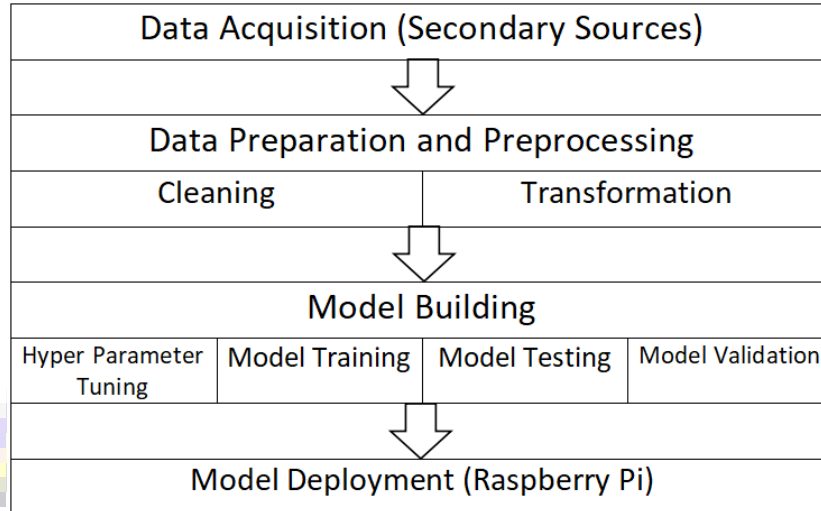 Data Acquisition (Secondary Sources)
Data Preparation and Preprocessing
Cleaning
Transformation
Model Building
Hyper Parameter
Tuning
Model Training
Model Testing
Model Validation
Model Deployment (Raspberry Pi)